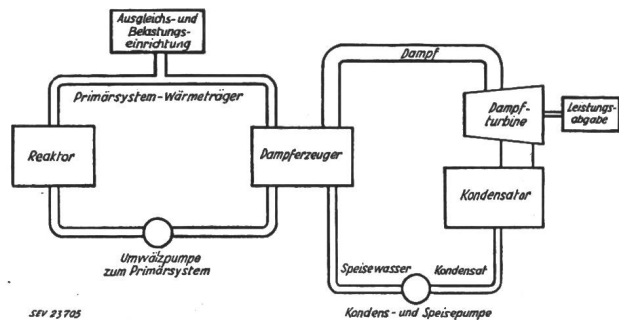 Ausgleichs- und
Belastungs-
einrichtung
Dampf
Primärsystem-Wärmeträger
Dampf-
turbine
Leistungs-
abgabe
Reaktor
Dampferzeuger
Kondensator
Umwälzpumpe
zum Primärsystem
Speisewasser
Kondensat
Kondens- und Speisepumpe
SEV 23705